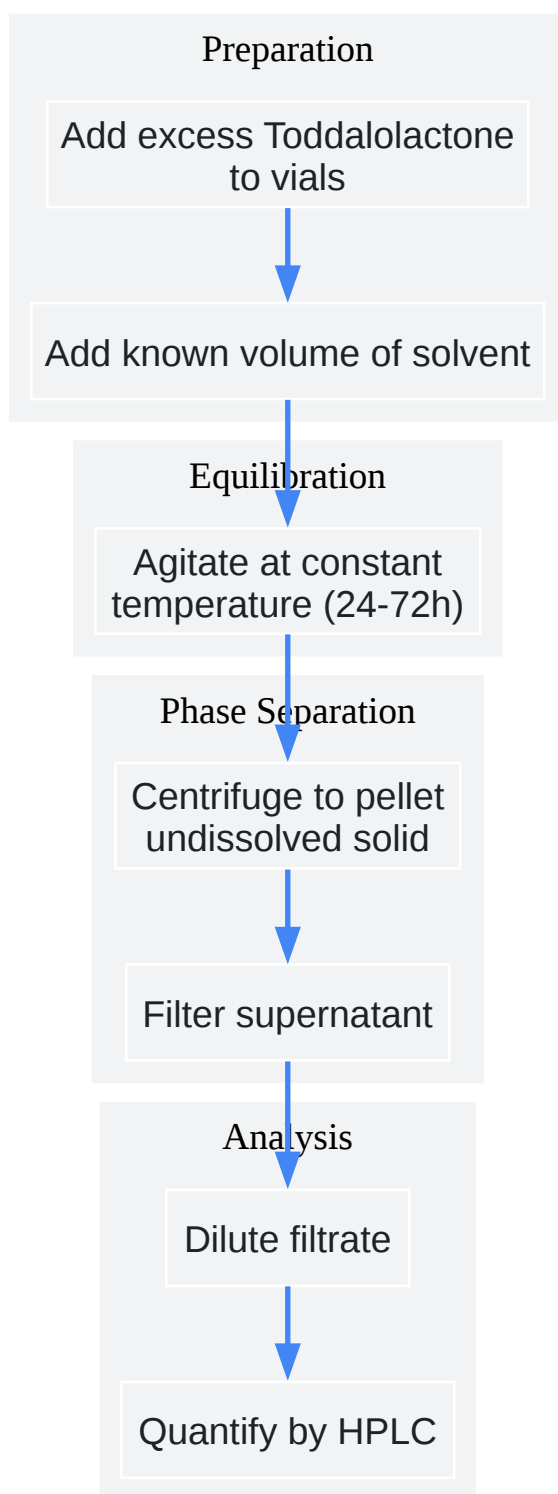 Preparation
Add excess Toddalolactone
to vials
Add known volume of solvent
Equilibration
Agitate at constant
temperature (24-72h)
Phase Separation
Centrifuge to pellet
undissolved solid
Filter supernatant
Analysis
Dilute filtrate
Quantify by HPLC